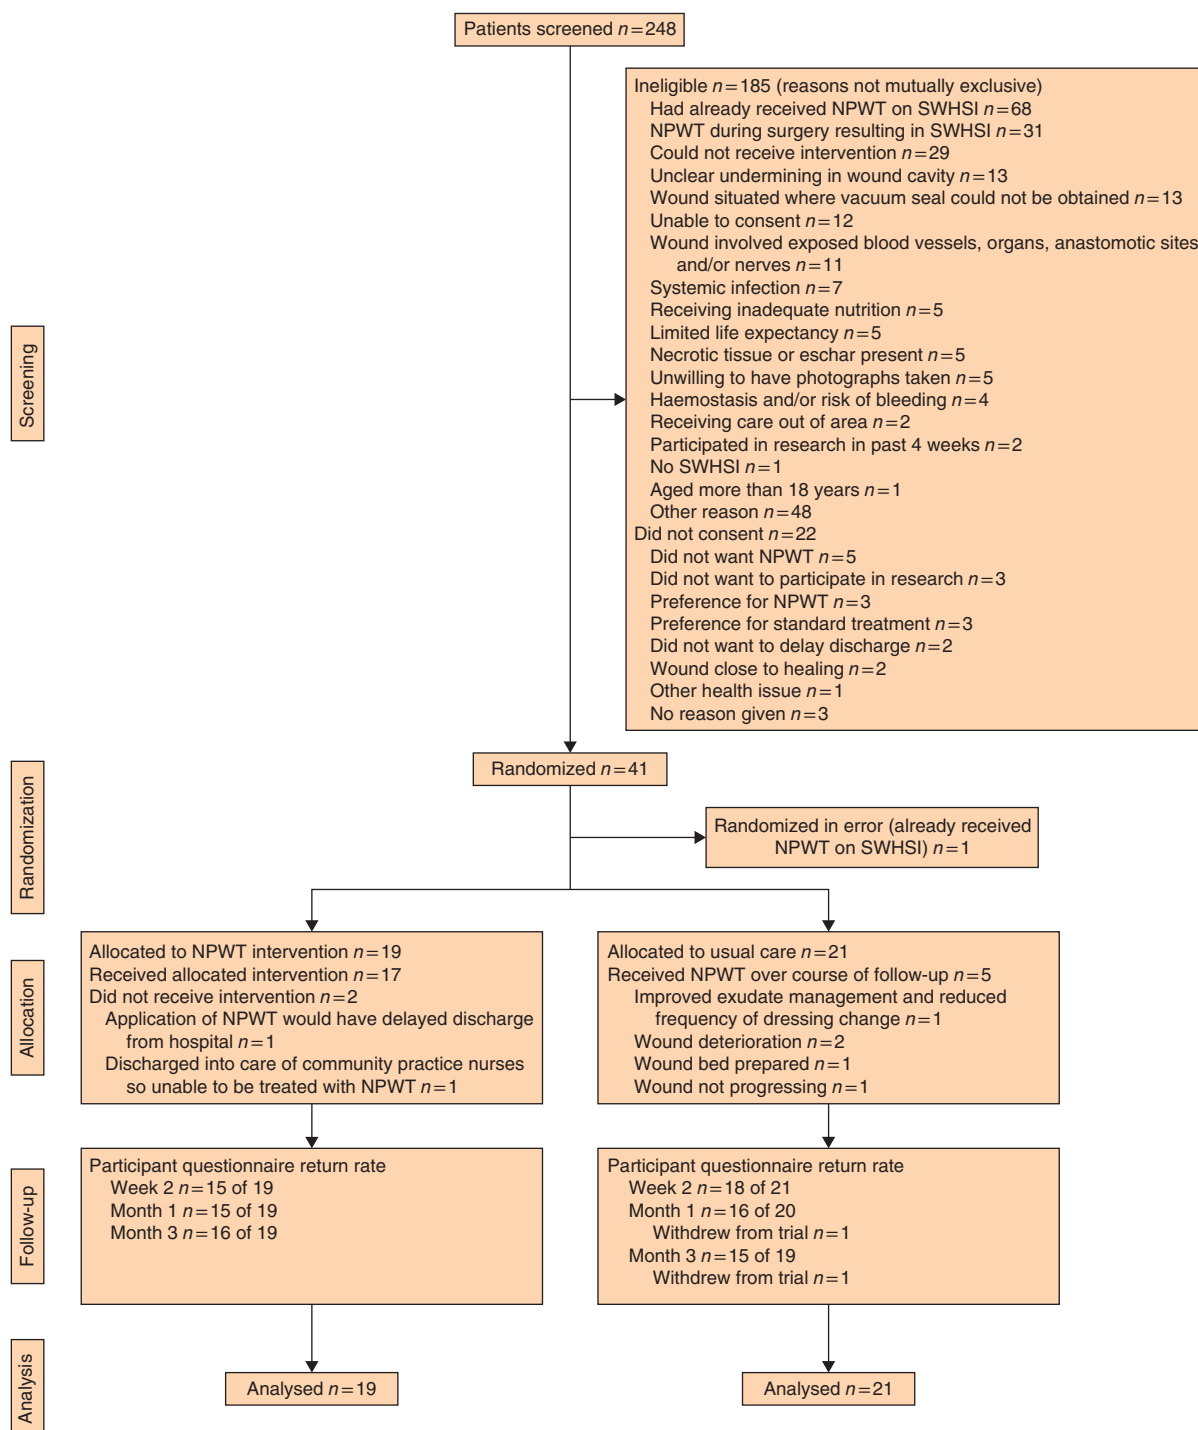 Patients screened n=248
Ineligible n=185 (reasons not mutually exclusive)
Had already received NPWT on SWHSI n=68
NPWT during surgery resulting in SWHSI n=31
Could not receive intervention n=29
Unclear undermining in wound cavity n=13
Wound situated where vacuum seal could not be obtained n=13
Unable to consent n=12
Wound involved exposed blood vessels, organs, anastomotic sites
and/or nerves n=11
Systemic infection n=7
Receiving inadequate nutrition n=5
Limited life expectancy n=5
Necrotic tissue or eschar present n=5
Unwilling to have photographs taken n=5
Haemostasis and/or risk of bleeding n=4
Receiving care out of area n=2
Participated in research in past 4 weeks n=2
No SWHSI n=1
Aged more than 18 years n=1
Other reason n=48
Did not consent n=22
Did not want NPWT n=5
Did not want to participate in research n=3
Preference for NPWT n=3
Preference for standard treatment n=3
Did not want to delay discharge n=2
Wound close to healing n=2
Other health issue n=1
No reason given n=3
Screening
Randomized n=41
Randomized in error (already received
NPWT on SWHSI) n=1
Randomization
Allocated to NPWT intervention n=19
Received allocated intervention n=17
Did not receive intervention n=2
Application of NPWT would have delayed discharge
from hospital n=1
Discharged into care of community practice nurses
so unable to be treated with NPWT n=1
Allocated to usual care n=21
Received NPWT over course of follow-up n=5
Improved exudate management and reduced
frequency of dressing change n=1
Wound deterioration n=2
Wound bed prepared n=1
Wound not progressing n=1
Allocation
Participant questionnaire return rate
Week 2 n=15 of 19
Month 1 n=15 of 19
Month 3 n=16 of 19
Participant questionnaire return rate
Week 2 n=18 of 21
Month 1 n=16 of 20
Withdrew from trial n=1
Month 3 n=15 of 19
Withdrew from trial n=1
Follow-up
Analysed n=19
Analysed n=21
Analysis